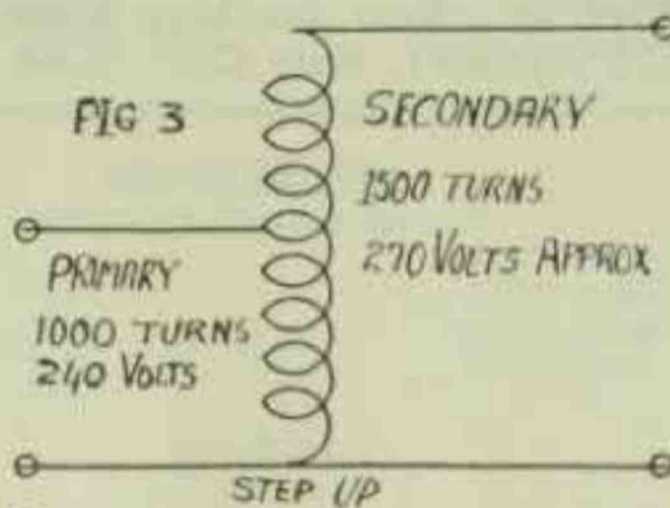 FIG 3
SECONDARY
1500 TURNS
270 VOLTS APPROX
PRIMARY
1000 TURNS
240 VOLTS
STEP UP